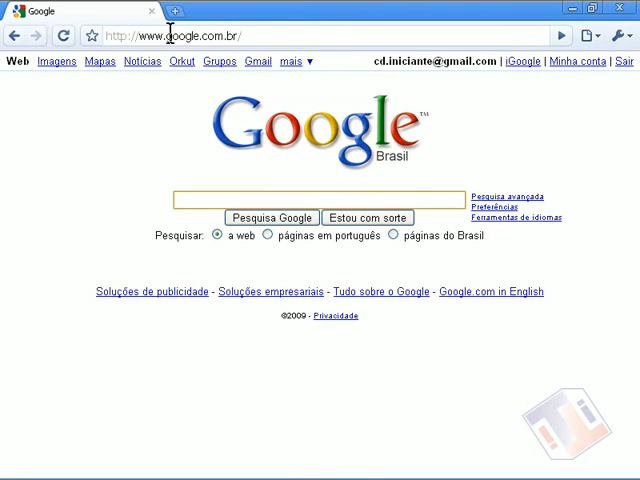 Google
http://www.google.com.br/
Web Imagens Mapas Notícias Orkut Grupos Gmail mais ▼ cd.iniciante@gmail.com | iGoogle | Minha conta | Sair
Google™
Brasil
Pesquisa avançada
Preferências
Ferramentas de idiomas
Pesquisa Google Estou com sorte
Pesquisar: a web páginas em português páginas do Brasil
Soluções de publicidade - Soluções empresariais - Tudo sobre o Google - Google.com in English
©2009 - Privacidade